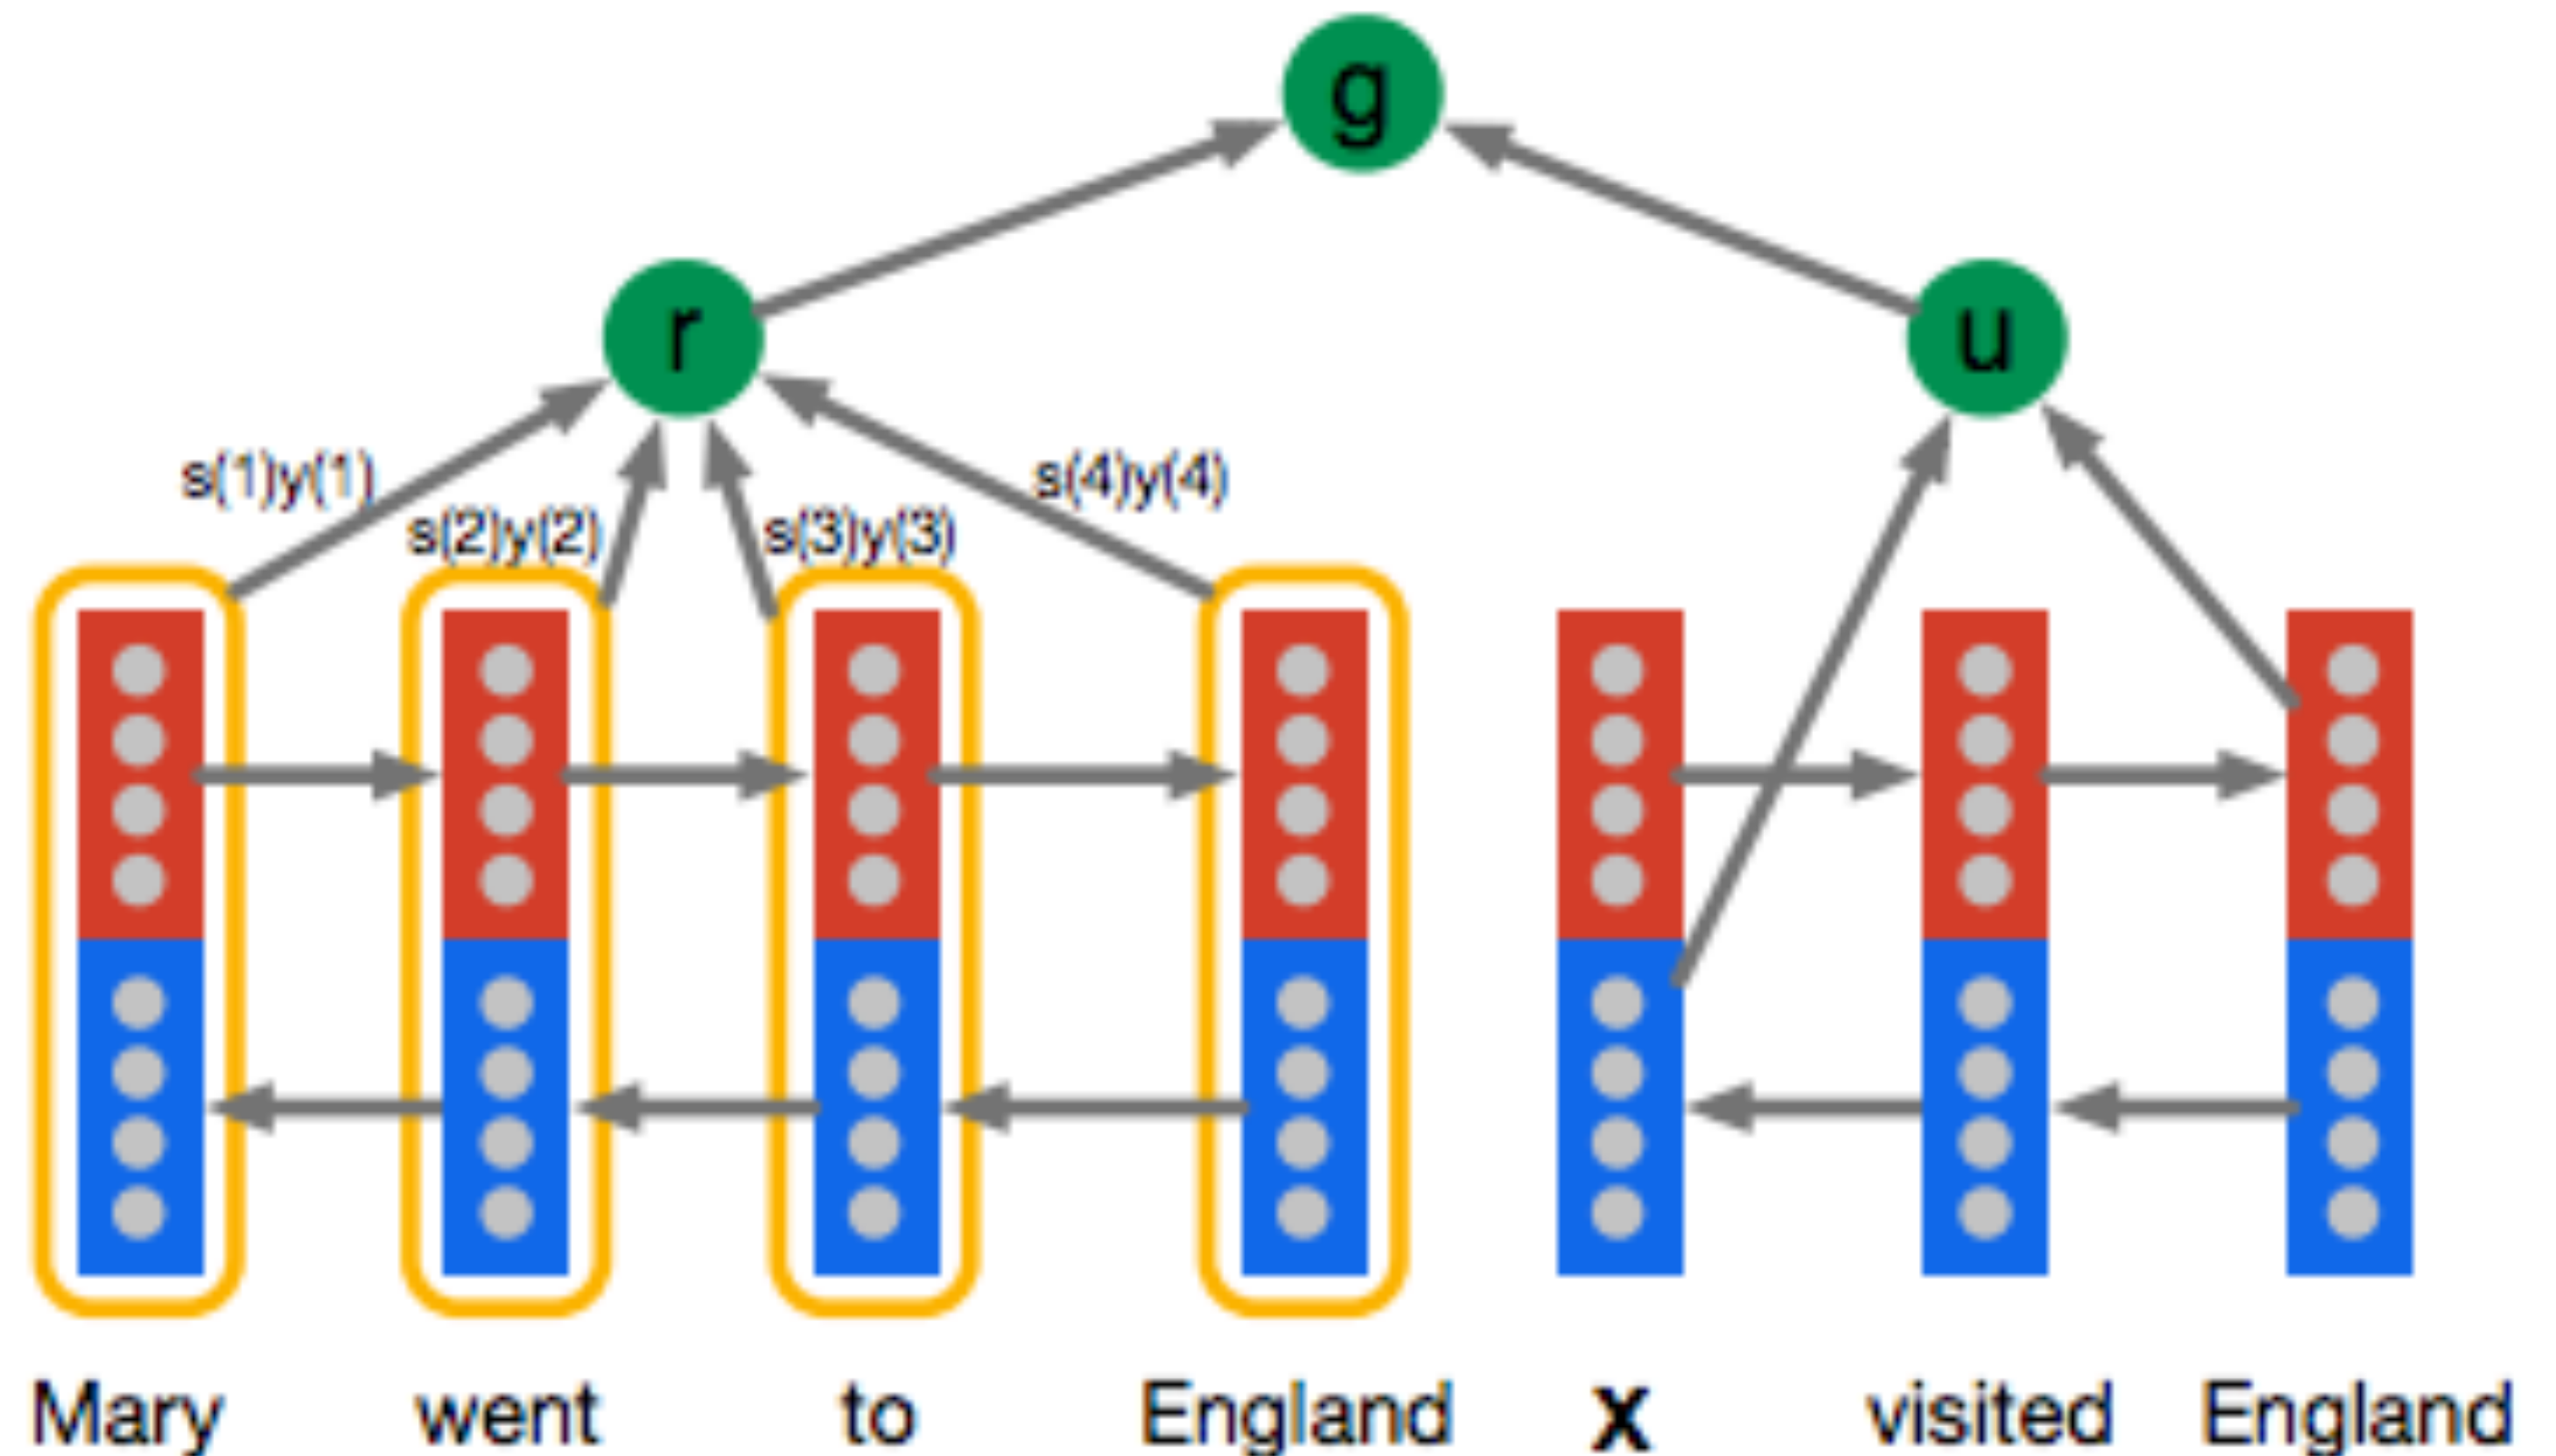 g
r
u
s(1)y(1)
s(4)y(4)
s(2)y(2)
s(3)y(3)
Mary went to England X visited England